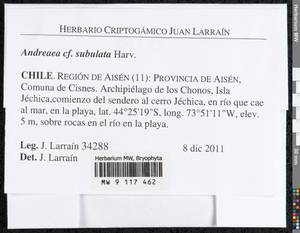 HERBARIO CRIPTOGÁMICO JUAN LARRAÍN
Andreaea cf. subulata Harv.
CHILE. REGIÓN DE AISÉN (11): PROVINCIA DE AISÉN,
Comuna de Cisnes. Archipiélago de los Chonos, Isla
Jéchica,comienzo del sendero al cerro Jéchica, en río que cae
al mar, en la playa, lat. 44°25'19"S, long. 73°51'11"W, elev.
5 m, sobre rocas en el río en la playa.
Leg. J. Larraín 34288 8 dic 2011
Det. J. Larraín
Herbarium MW, Bryophyta
MW 9 117 462